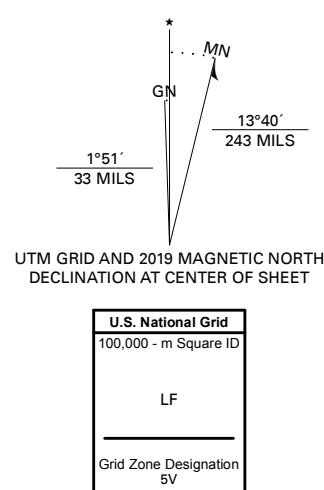 ★
MN
GN
13°40´
243 MILS
1°51´
33 MILS
UTM GRID AND 2019 MAGNETIC NORTH
DECLINATION AT CENTER OF SHEET
U.S. National Grid
100,000 - m Square ID
LF
Grid Zone Designation
5V